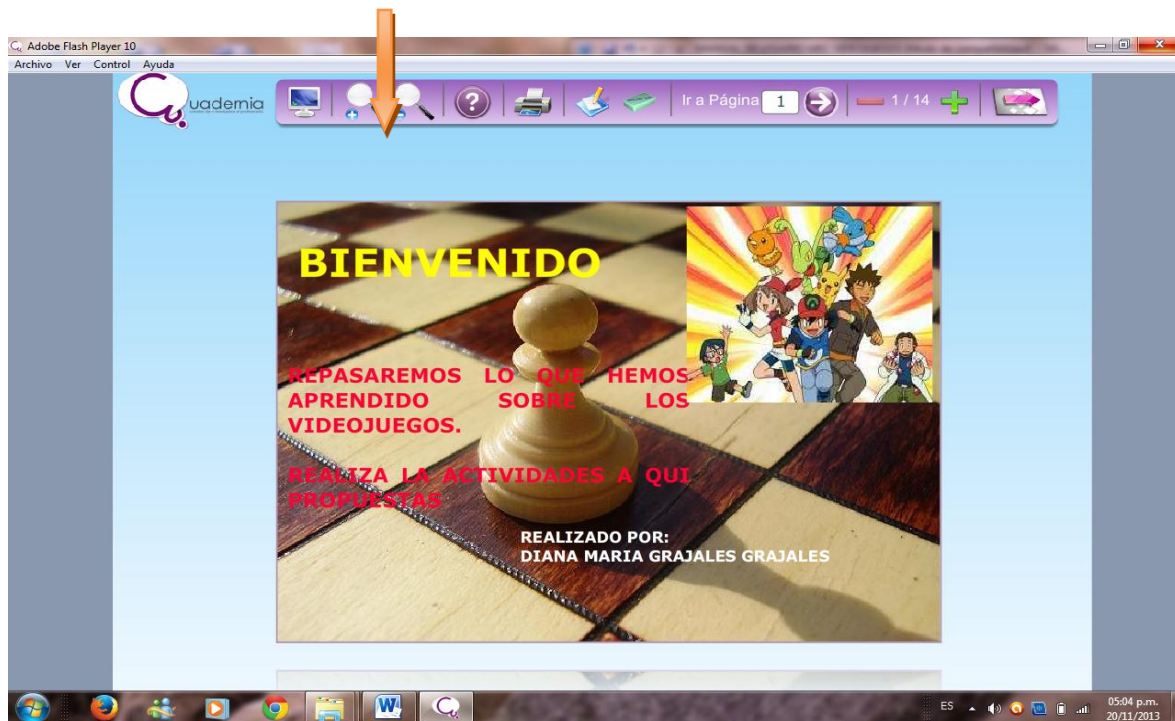 Adobe Flash Player 10
Archivo Ver Control Ayuda
Cuadernia
Ir a Página 1
1 / 14
BIENVENIDO
REPASAREMOS LO QUE HEMOS
APRENDIDO SOBRE LOS
VIDEOJUEGOS.
REALIZA LA ACTIVIDADES A QUI
PROPUESTAS
REALIZADO POR:
DIANA MARIA GRAJALES GRAJALES
ES
05:04 p.m.
20/11/2013